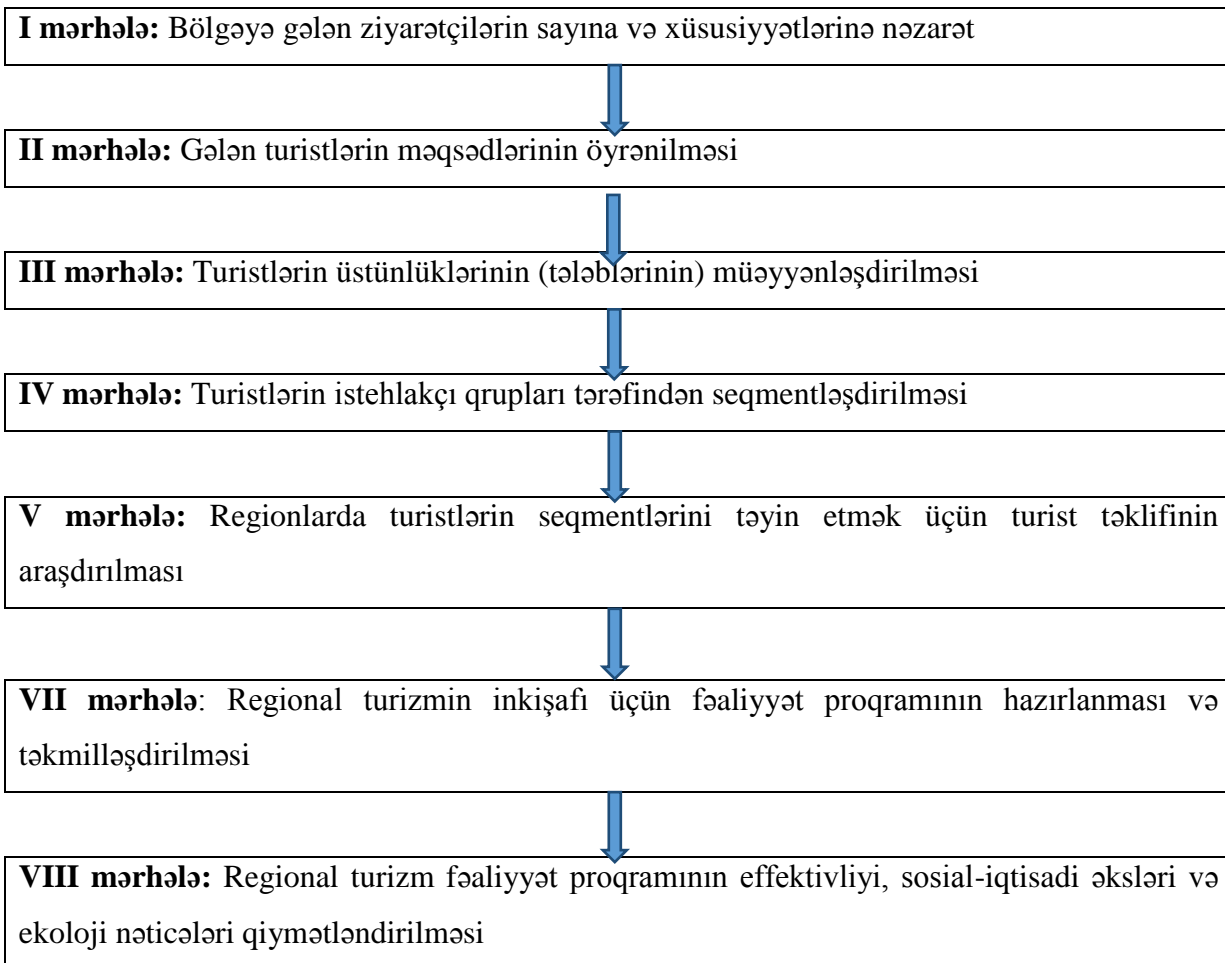 I mərhələ: Bölgəyə gələn ziyarətçilərin sayına və xüsusiyyətlərinə nəzarət
II mərhələ: Gələn turistlərin məqsədlərinin öyrənilməsi
III mərhələ: Turistlərin üstünlüklərinin (tələblərinin) müəyyənləşdirilməsi
IV mərhələ: Turistlərin istehlakçı qrupları tərəfindən seqmentləşdirilməsi
V mərhələ: Regionlarda turistlərin seqmentlərini təyin etmək üçün turist təklifinin
araşdırılması
VII mərhələ: Regional turizmin inkişafı üçün fəaliyyət proqramının hazırlanması və
təkmilləşdirilməsi
VIII mərhələ: Regional turizm fəaliyyət proqramının effektivliyi, sosial-iqtisadi əksləri və
ekoloji nəticələri qiymətləndirilməsi